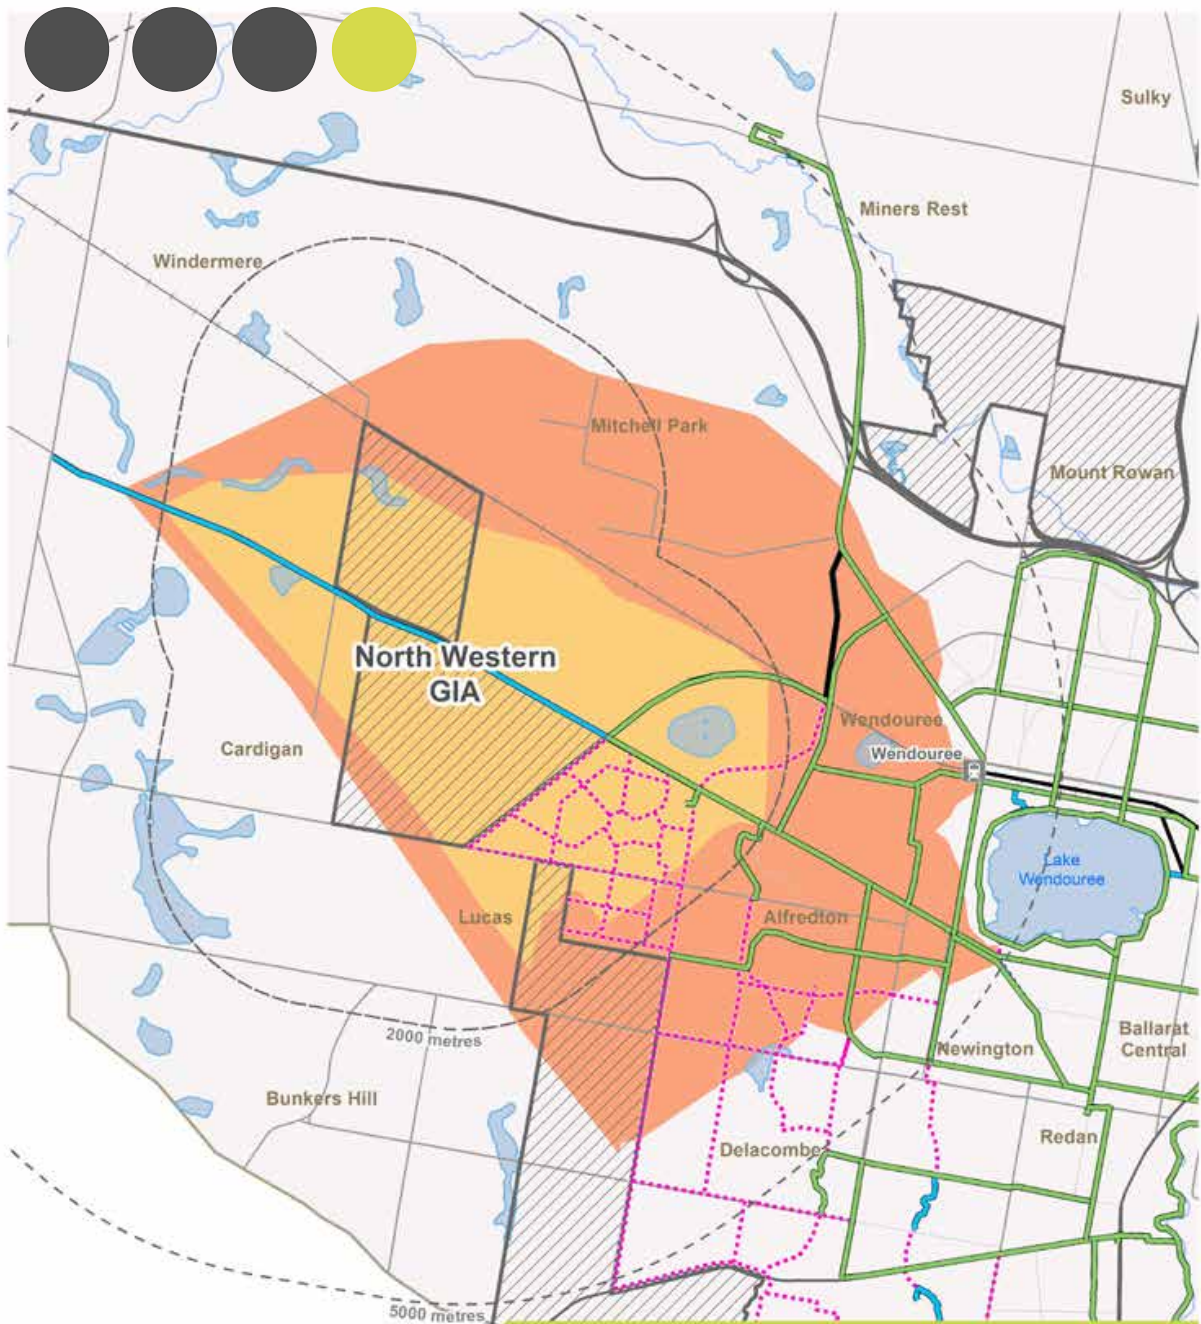 Sulky
Miners Rest
Windermere
Mitchell Park
Mount Rowan
North Western
GIA
Wendouree
Cardigan
Wendouree
Lake
Wendouree
Lucas
Alfredton
2000 metres
Newington
Ballarat
Central
Bunkers Hill
Redan
Delacombe
5000 metres